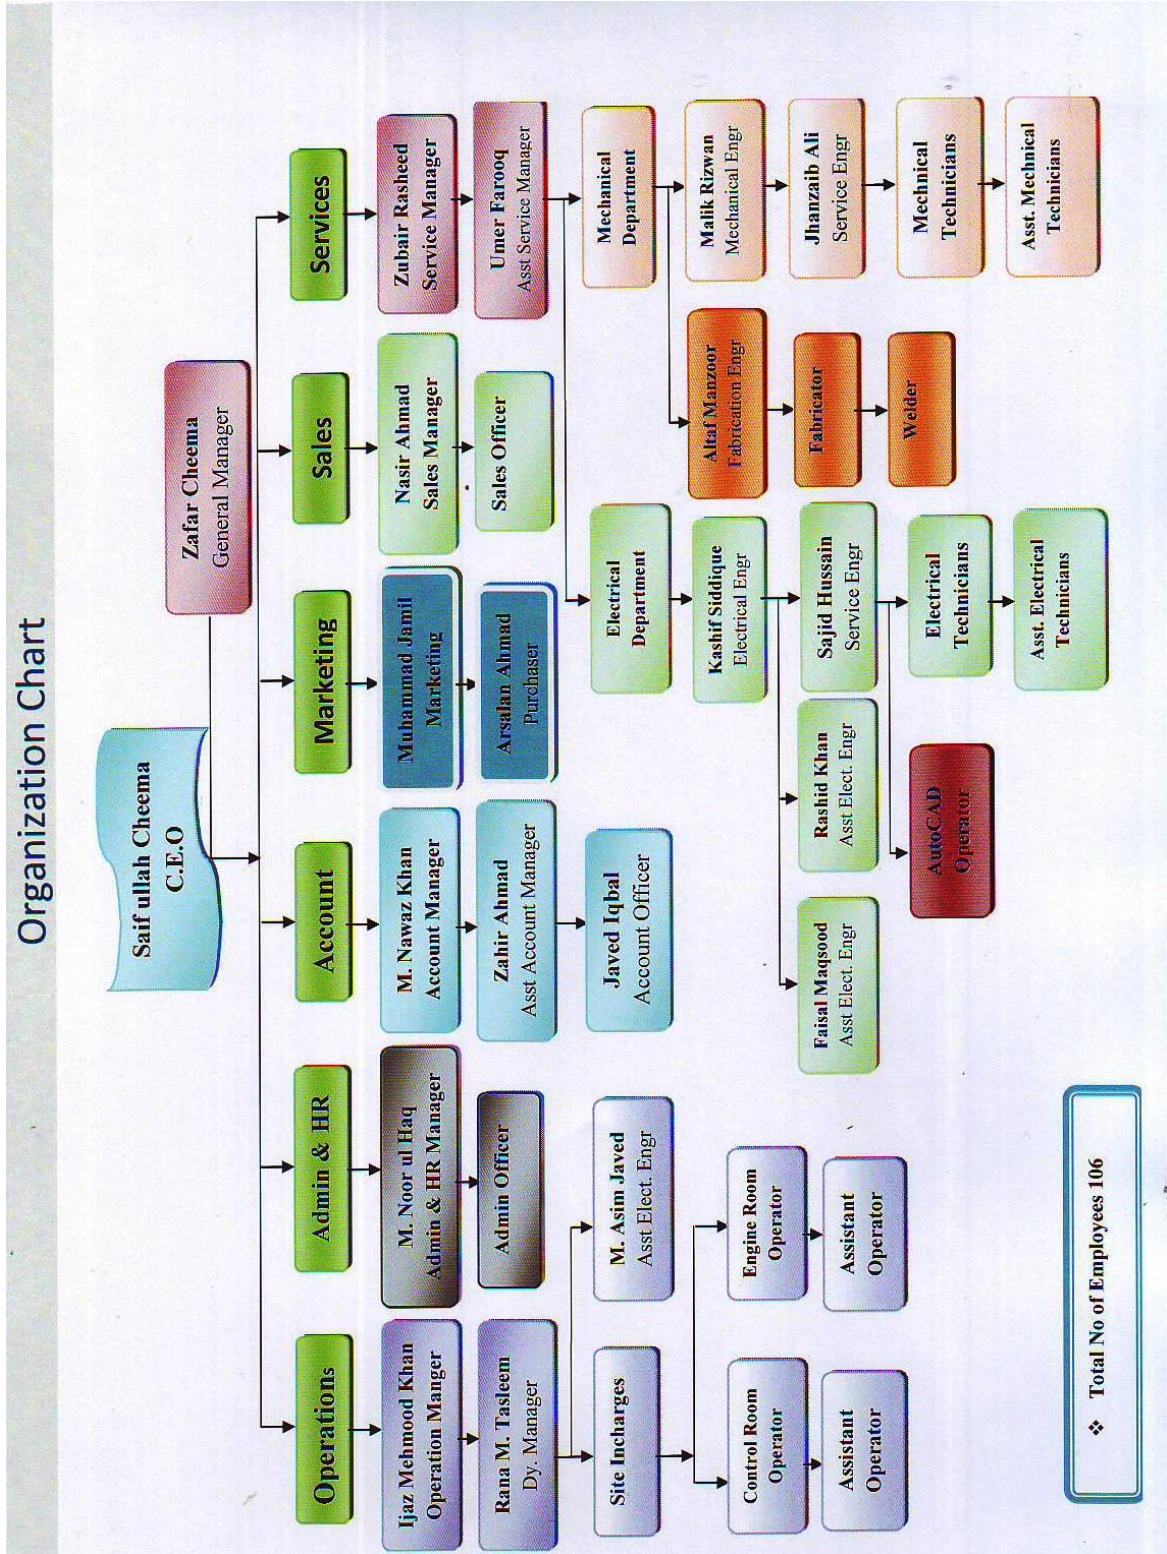 Organization Chart
Saif ullah Cheema
C.E.O
Zafar Cheema
General Manager
Operations
Admin & HR
Account
Marketing
Sales
Services
Ijaz Mehmood Khan
Operation Manger
M. Noor ul Haq
Admin & HR Manager
M. Nawaz Khan
Account Manager
Muhammad Jamil
Marketing
Nasir Ahmad
Sales Manager
Zubair Rasheed
Service Manager
Rana M. Tasleem
Dy. Manager
Admin Officer
Zahir Ahmad
Asst Account Manager
Arsalan Ahmad
Purchaser
Sales Officer
Umer Farooq
Asst Service Manager
Site Incharges
M. Asim Javed
Asst Elect. Engr
Javed Iqbal
Account Officer
Electrical
Department
Mechanical
Department
Control Room
Operator
Engine Room
Operator
Kashif Siddique
Electrical Engr
Altaf Manzoor
Fabrication Engr
Malik Rizwan
Mechanical Engr
Assistant
Operator
Assistant
Operator
Faisal Maqsood
Asst Elect. Engr
Rashid Khan
Asst Elect. Engr
Sajid Hussain
Service Engr
Fabricator
Jhanzaib Ali
Service Engr
AutoCAD
Operator
Electrical
Technicians
Welder
Mechnical
Technicians
Asst. Electrical
Technicians
Asst. Mechnical
Technicians
❖ Total No of Employees 106